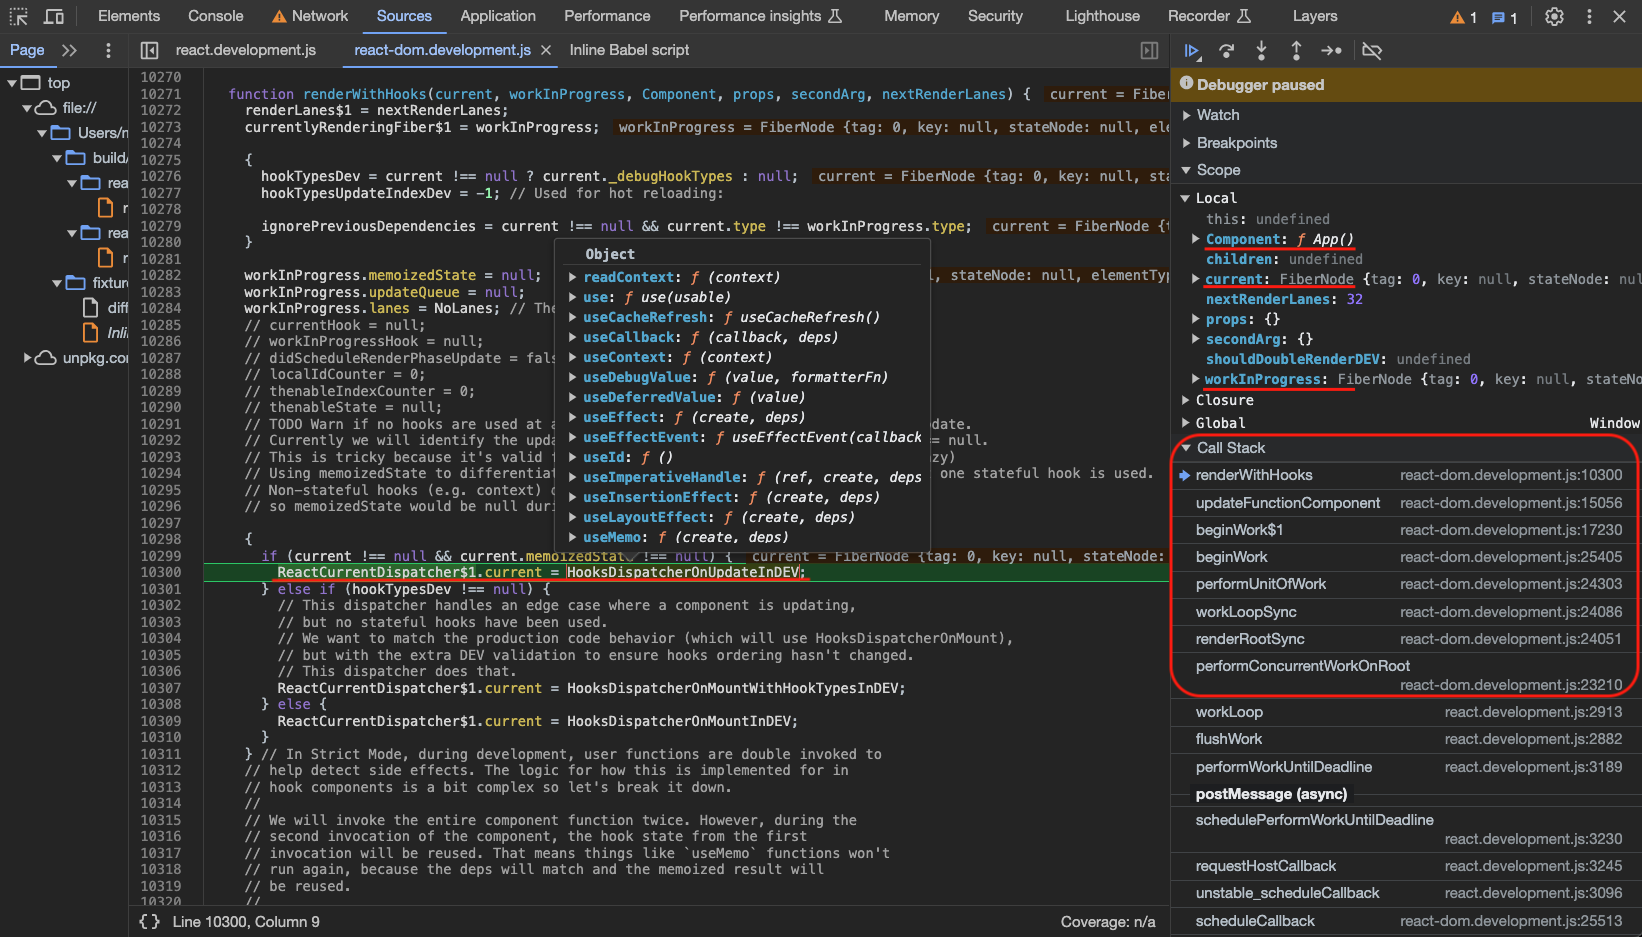 Elements Console Network Sources Application Performance Performance insights Memory Security Lighthouse Recorder Layers 1 1
Page react.development.js react-dom.development.js Inline Babel script
top
file://
Users/
build/
rea
rea
fixtu
diff
Inlin
unpkg.co
10270
10271 function renderWithHooks(current, workInProgress, Component, props, secondArg, nextRenderLanes) { current = Fiber
10272 renderLanes$1 = nextRenderLanes;
10273 currentlyRenderingFiber$1 = workInProgress; workInProgress = FiberNode {tag: 0, key: null, stateNode: null, ele
10274
10275 {
10276 hookTypesDev = current !== null ? current._debugHookTypes : null; current = FiberNode {tag: 0, key: null, sta
10277 hookTypesUpdateIndexDev = -1; // Used for hot reloading:
10278
10279 ignorePreviousDependencies = current !== null && current.type !== workInProgress.type; current = FiberNode {t
10280 }
10281
10282 workInProgress.memoizedState = null; l, stateNode: null, elementTyp
10283 workInProgress.updateQueue = null;
10284 workInProgress.lanes = NoLanes; // The
10285 // currentHook = null;
10286 // workInProgressHook = null;
10287 // didScheduleRenderPhaseUpdate = fals
10288 // localIdCounter = 0;
10289 // thenableIndexCounter = 0;
10290 // thenableState = null;
10291 // TODO Warn if no hooks are used at a date.
10292 // Currently we will identify the upda = null.
10293 // This is tricky because it's valid f zy)
10294 // Using memoizedState to differentiat one stateful hook is used.
10295 // Non-stateful hooks (e.g. context)
10296 // so memoizedState would be null duri
10297
10298 {
10299 if (current !== null && current.memoizedState !== null) { current = FiberNode {tag: 0, key: null, stateNode:
10300 ReactCurrentDispatcher$1.current = HooksDispatcherOnUpdateInDEV;
10301 } else if (hookTypesDev !== null) {
10302 // This dispatcher handles an edge case where a component is updating,
10303 // but no stateful hooks have been used.
10304 // We want to match the production code behavior (which will use HooksDispatcherOnMount),
10305 // but with the extra DEV validation to ensure hooks ordering hasn't changed.
10306 // This dispatcher does that.
10307 ReactCurrentDispatcher$1.current = HooksDispatcherOnMountWithHookTypesInDEV;
10308 } else {
10309 ReactCurrentDispatcher$1.current = HooksDispatcherOnMountInDEV;
10310 }
10311 } // In Strict Mode, during development, user functions are double invoked to
10312 // help detect side effects. The logic for how this is implemented for in
10313 // hook components is a bit complex so let's break it down.
10314 //
10315 // We will invoke the entire component function twice. However, during the
10316 // second invocation of the component, the hook state from the first
10317 // invocation will be reused. That means things like `useMemo` functions won't
10318 // run again, because the deps will match and the memoized result will
10319 // be reused.
10320 //
Object
readContext: ƒ (context)
use: ƒ use(usable)
useCacheRefresh: ƒ useCacheRefresh()
useCallback: ƒ (callback, deps)
useContext: ƒ (context)
useDebugValue: ƒ (value, formatterFn)
useDeferredValue: ƒ (value)
useEffect: ƒ (create, deps)
useEffectEvent: ƒ useEffectEvent(callback
useId: ƒ ()
useImperativeHandle: ƒ (ref, create, deps
useInsertionEffect: ƒ (create, deps)
useLayoutEffect: ƒ (create, deps)
useMemo: ƒ (create, deps)
{} Line 10300, Column 9 Coverage: n/a
Debugger paused
Watch
Breakpoints
Scope
Local
this: undefined
Component: ƒ App()
children: undefined
current: FiberNode {tag: 0, key: null, stateNode: nul
nextRenderLanes: 32
props: {}
secondArg: {}
shouldDoubleRenderDEV: undefined
workInProgress: FiberNode {tag: 0, key: null, stateNo
Closure
Global Window
Call Stack
renderWithHooks react-dom.development.js:10300
updateFunctionComponent react-dom.development.js:15056
beginWork$1 react-dom.development.js:17230
beginWork react-dom.development.js:25405
performUnitOfWork react-dom.development.js:24303
workLoopSync react-dom.development.js:24086
renderRootSync react-dom.development.js:24051
performConcurrentWorkOnRoot
react-dom.development.js:23210
workLoop react.development.js:2913
flushWork react.development.js:2882
performWorkUntilDeadline react.development.js:3189
postMessage (async)
schedulePerformWorkUntilDeadline
react.development.js:3230
requestHostCallback react.development.js:3245
unstable_scheduleCallback react.development.js:3096
scheduleCallback react-dom.development.js:25513